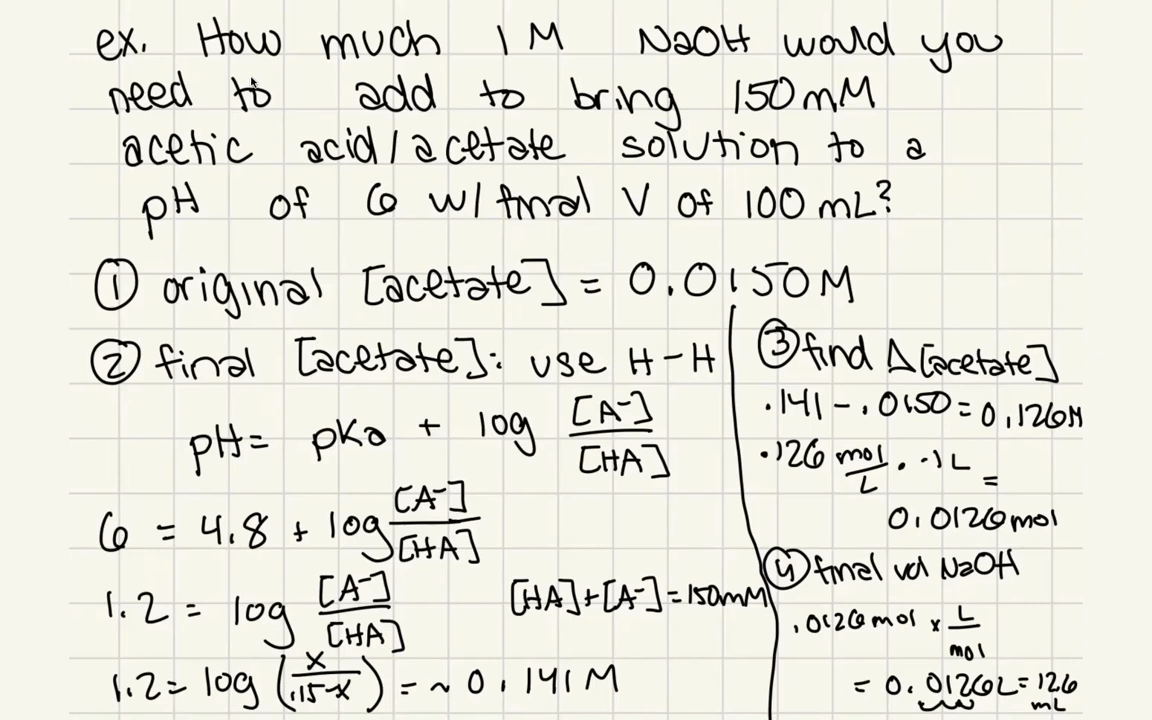 ex. How much 1 M NaOH would you
need to add to bring 150 mM
acetic acid/acetate solution to a
pH of 6 w/ final V of 100 mL?
① original [acetate] = 0.0150 M
② final [acetate]: use H-H
pH = pKa + log [A⁻]/[HA]
6 = 4.8 + log [A⁻]/[HA]
1.2 = log [A⁻]/[HA]
[HA]+[A⁻]=150mM
1.2 = log (x/.15-x) = ~ 0.141 M
③ find Δ[acetate]
.141 - .0150 = 0.126M
.126 mol/L · .1 L =
0.0126 mol
④ final vol NaOH
.0126 mol x L/mol
= 0.0126L = 126
mL